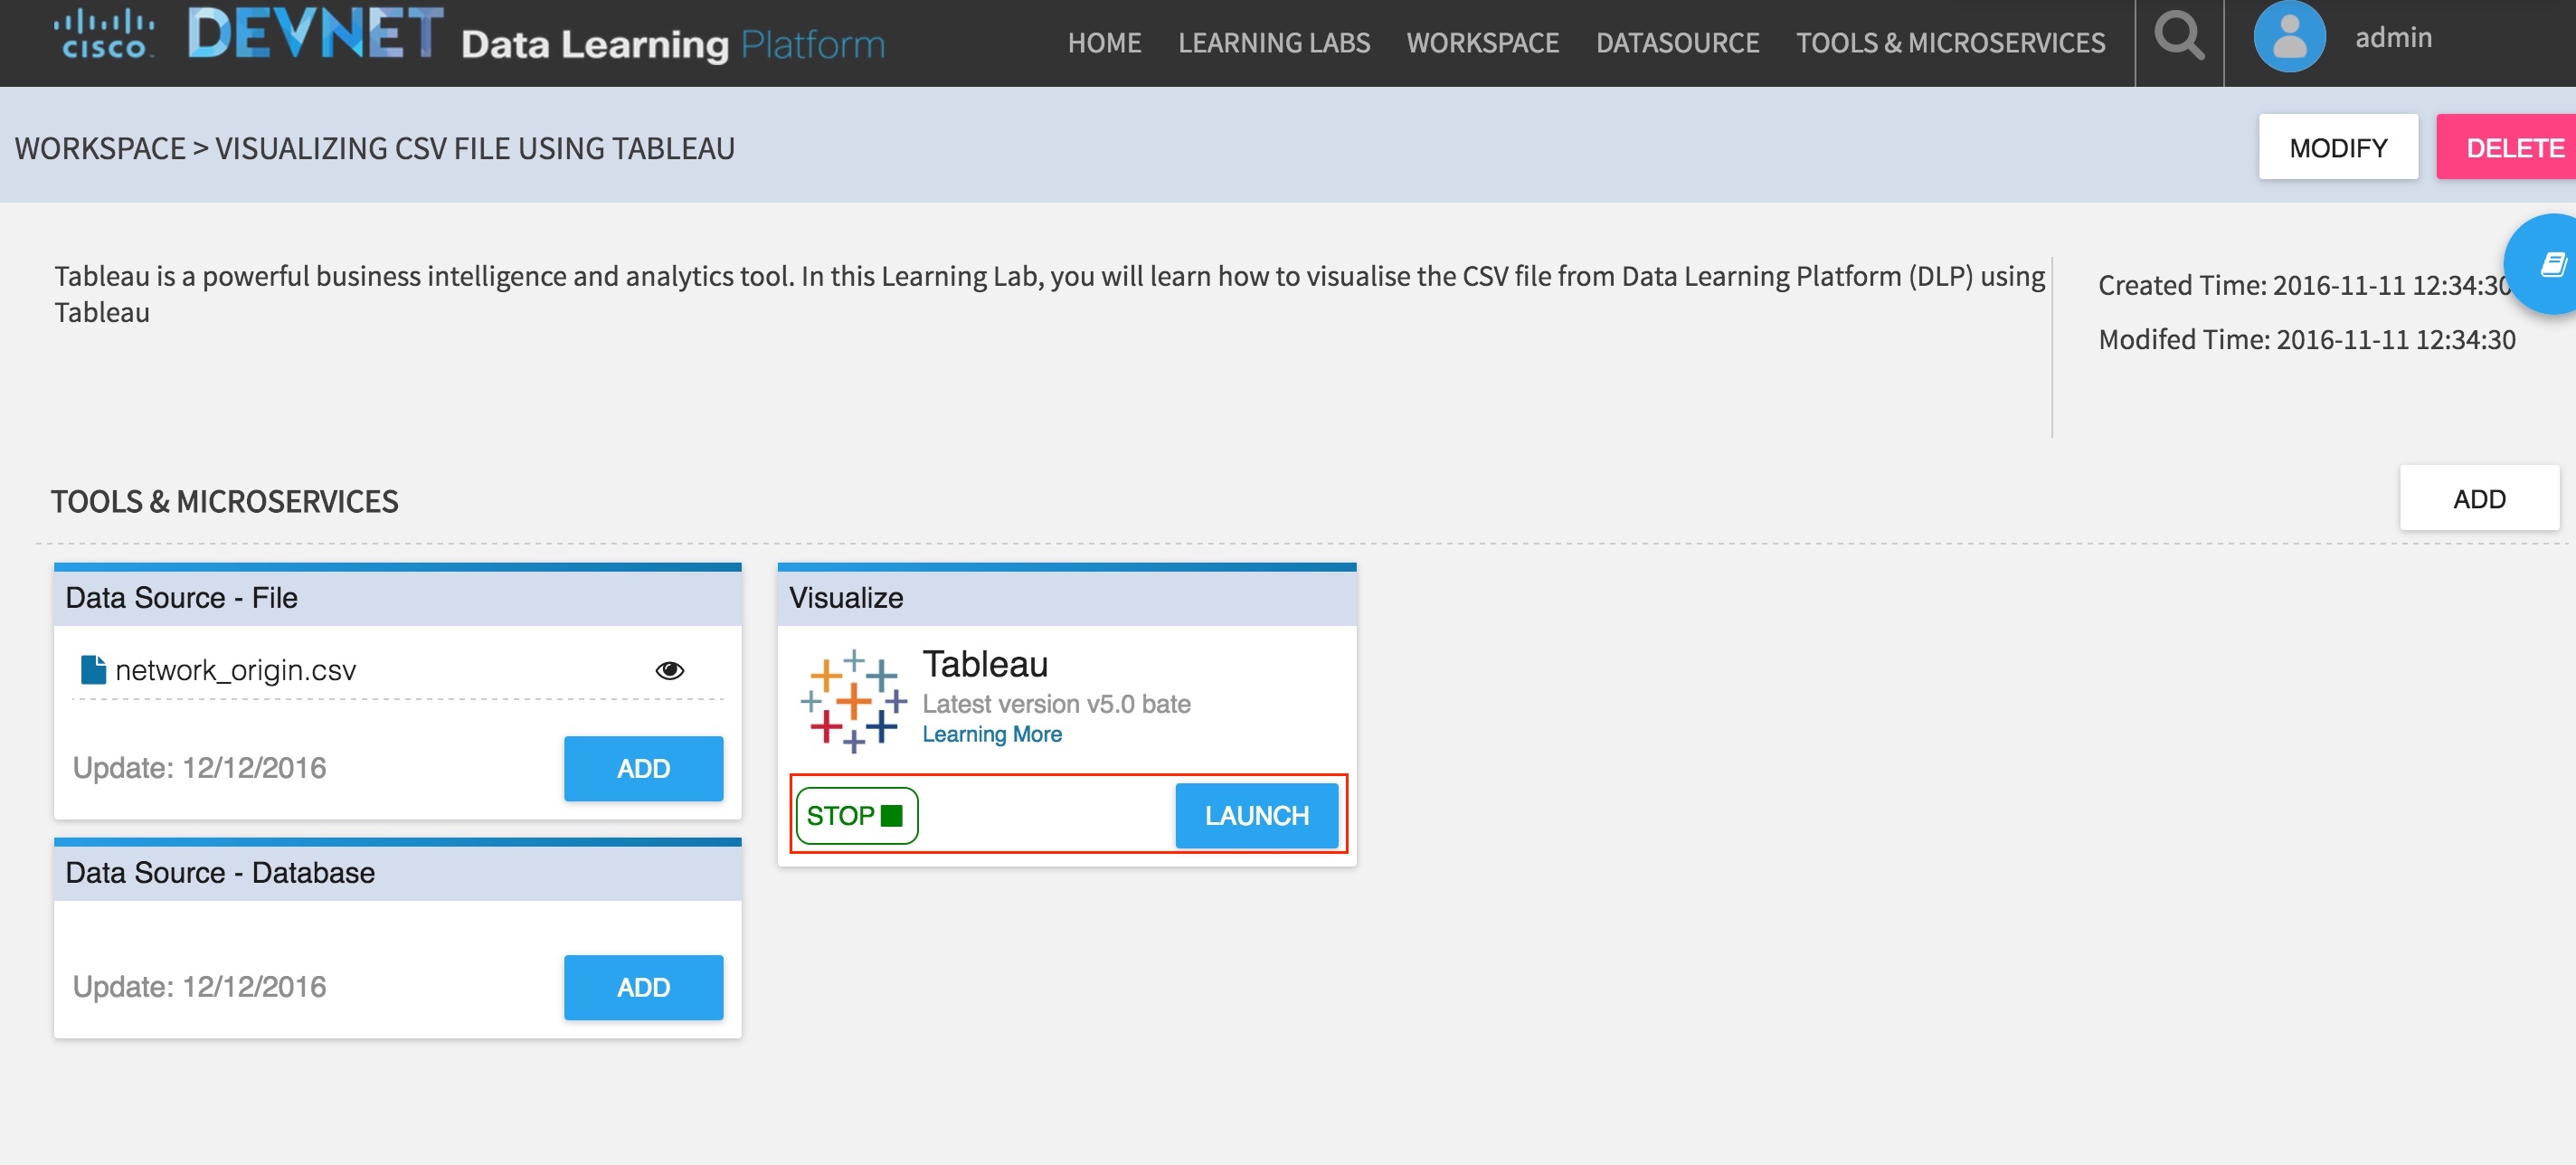 CISCO DEVNET Data Learning Platform
HOME LEARNING LABS WORKSPACE DATASOURCE TOOLS & MICROSERVICES admin
WORKSPACE > VISUALIZING CSV FILE USING TABLEAU
MODIFY DELETE
Tableau is a powerful business intelligence and analytics tool. In this Learning Lab, you will learn how to visualise the CSV file from Data Learning Platform (DLP) using
Tableau
Created Time: 2016-11-11 12:34:30
Modifed Time: 2016-11-11 12:34:30
TOOLS & MICROSERVICES
ADD
Data Source - File
network_origin.csv
Update: 12/12/2016
ADD
Data Source - Database
Update: 12/12/2016
ADD
Visualize
Tableau
Latest version v5.0 bate
Learning More
STOP
LAUNCH